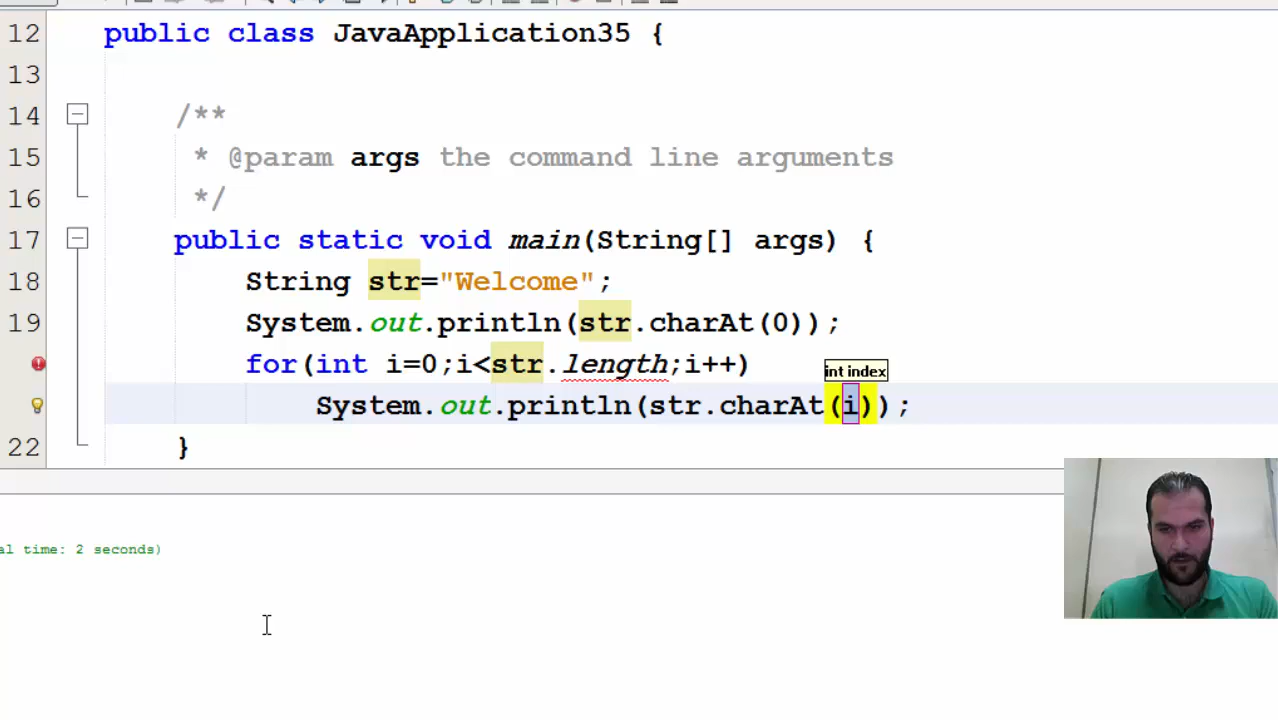 12 public class JavaApplication35 {
13
14 /**
15 * @param args the command line arguments
16 */
17 public static void main(String[] args) {
18 String str="Welcome";
19 System.out.println(str.charAt(0));
for(int i=0;i<str.length;i++)
int index
System.out.println(str.charAt(i));
22 }
al time: 2 seconds)